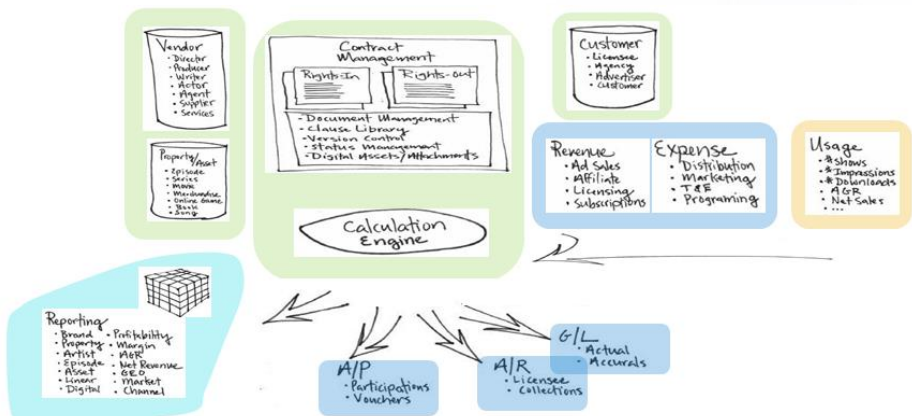 Vendor
• Director
• Producer
• Writer
• Actor
• Agent
• Supplier
• Services
Property/
Asset
• Episode
• Series
• Movie
• Merchandise
• Online Game
• Book
• Song
Contract
Management
Rights-In
Rights-out
• Document Management
• Clause Library
• Version Control
• Status Management
• Digital Assets/Attachments
Calculation
Engine
Customer
• Licensee
• Agency
• Advertiser
• Customer
Revenue
• Ad Sales
• Affiliate
• Licensing
• Subscriptions
Expense
• Distribution
• Marketing
• T&E
• Programing
Usage
• #Shows
• #Impressions
• #Downloads
• AGR
• Net Sales
• ...
Reporting
• Brand
• Property
• Artist
• Episode
• Asset
• Linear
• Digital
• Profitability
• Margin
• AGR
• Net Revenue
• GEO
• Market
• Channel
A/P
• Participations
• Vouchers
A/R
• Licensee
• Collections
G/L
• Actual
• Accurals